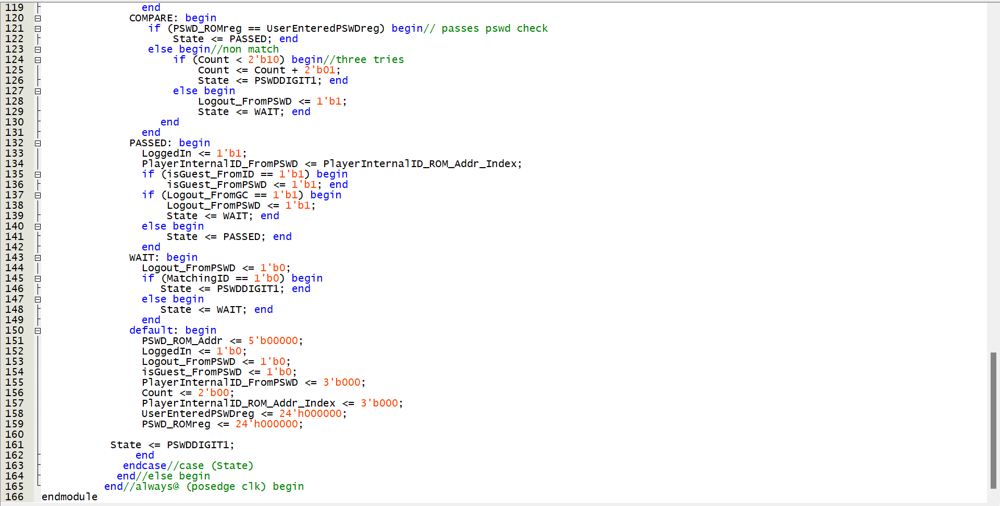 119 end
120 COMPARE: begin
121 if (PSWD_ROMreg == UserEnteredPSWDreg) begin// passes pswd check
122 State <= PASSED; end
123 else begin//non match
124 if (Count < 2'b10) begin//three tries
125 Count <= Count + 2'b01;
126 State <= PSWDDIGIT1; end
127 else begin
128 Logout_FromPSWD <= 1'b1;
129 State <= WAIT; end
130 end
131 end
132 PASSED: begin
133 LoggedIn <= 1'b1;
134 PlayerInternalID_FromPSWD <= PlayerInternalID_ROM_Addr_Index;
135 if (isGuest_FromID == 1'b1) begin
136 isGuest_FromPSWD <= 1'b1; end
137 if (Logout_FromGC == 1'b1) begin
138 Logout_FromPSWD <= 1'b1;
139 State <= WAIT; end
140 else begin
141 State <= PASSED; end
142 end
143 WAIT: begin
144 Logout_FromPSWD <= 1'b0;
145 if (MatchingID == 1'b0) begin
146 State <= PSWDDIGIT1; end
147 else begin
148 State <= WAIT; end
149 end
150 default: begin
151 PSWD_ROM_Addr <= 5'b00000;
152 LoggedIn <= 1'b0;
153 Logout_FromPSWD <= 1'b0;
154 isGuest_FromPSWD <= 1'b0;
155 PlayerInternalID_FromPSWD <= 3'b000;
156 Count <= 2'b00;
157 PlayerInternalID_ROM_Addr_Index <= 3'b000;
158 UserEnteredPSWDreg <= 24'h000000;
159 PSWD_ROMreg <= 24'h000000;
160
161 State <= PSWDDIGIT1;
162 end
163 endcase//case (State)
164 end//else begin
165 end//always@ (posedge clk) begin
166 endmodule